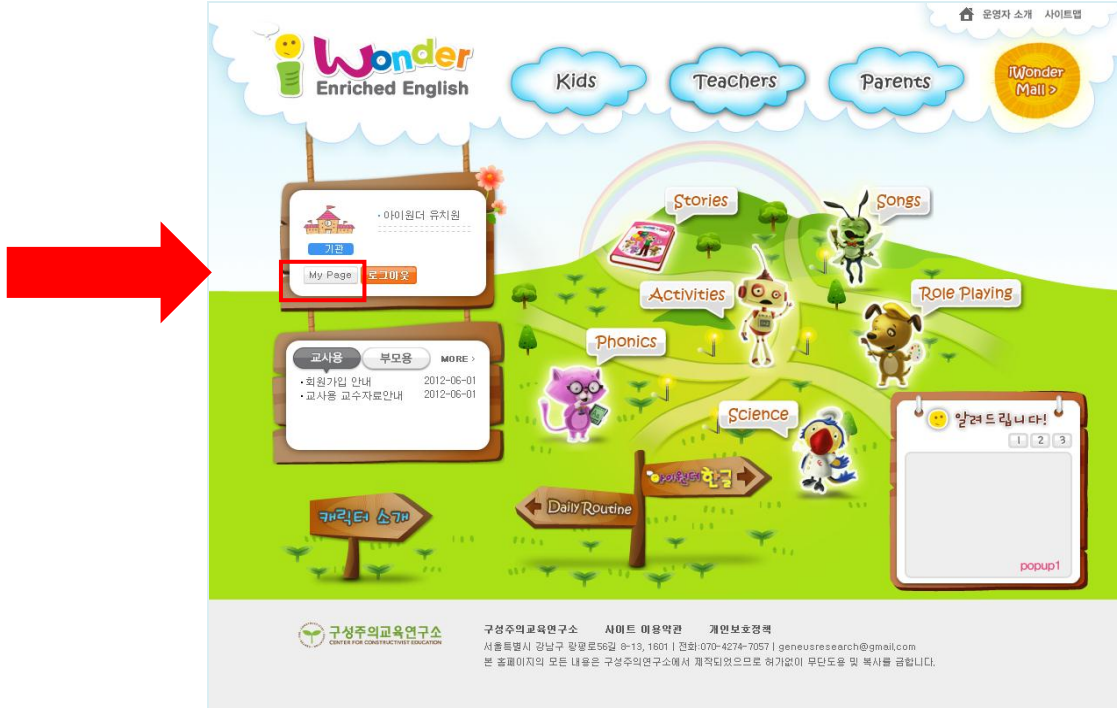 운영자 소개 사이트맵
i Wonder
Enriched English
Kids
Teachers
Parents
iWonder
Mall >
아이원더 유치원
기관
My Page
로그아웃
교사용
부모용
MORE >
회원가입 안내 2012-06-01
교사용 교수자료안내 2012-06-01
Stories
Songs
Activities
Role Playing
Phonics
Science
아이원더 한글
Daily Routine
캐릭터 소개
알려드립니다!
1 2 3
popup1
구성주의교육연구소
CENTER FOR CONSTRUCTIVIST EDUCATION
구성주의교육연구소 사이트 이용약관 개인보호정책
서울특별시 강남구 광평로56길 8-13, 1601 | 전화:070-4274-7057 | geneusresearch@gmail.com
본 홈페이지의 모든 내용은 구성주의연구소에서 제작되었으므로 허가없이 무단도용 및 복사를 금합니다.